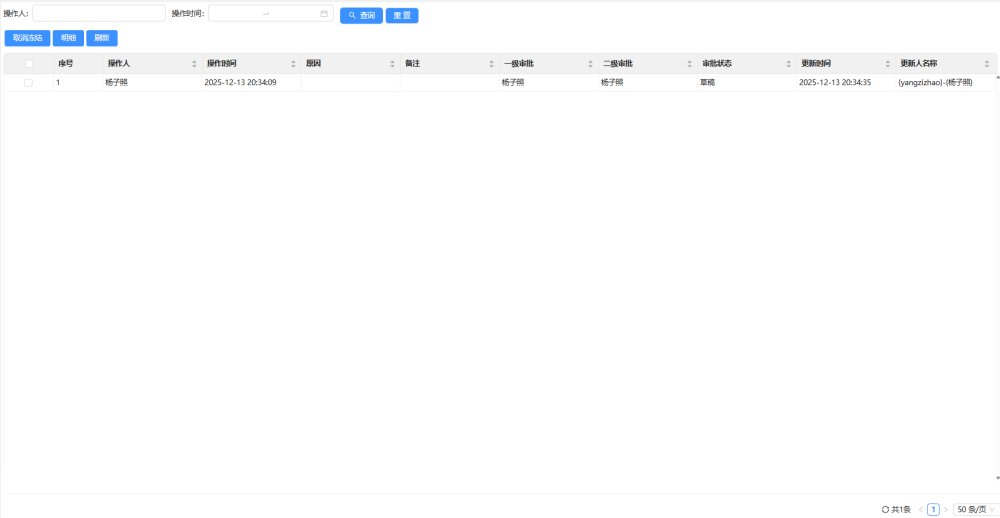 操作人: 操作时间: → 查询 重置
取消冻结 明细 刷新
序号 操作人 操作时间 原因 备注 一级审批 二级审批 审批状态 更新时间 更新人名称
1 杨子照 2025-12-13 20:34:09 杨子照 杨子照 草稿 2025-12-13 20:34:35 (yangzizhao)-(杨子照)
共1条 < 1 > 50 条/页